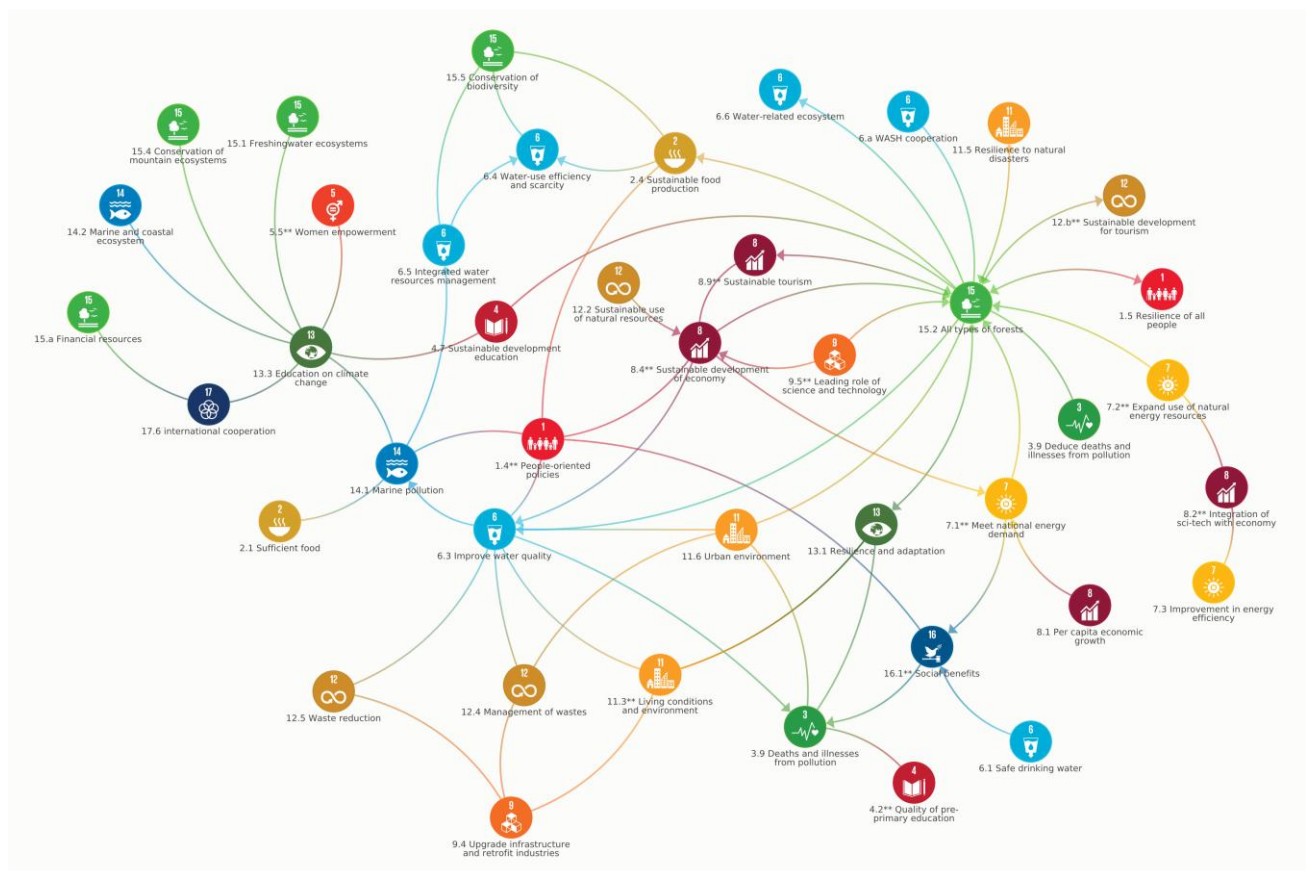 15
15.5 Conservation of
biodiversity
6
6.6 Water-related ecosystem
6
6.a WASH cooperation
11
11.5 Resilience to natural
disasters
15
15.4 Conservation of
mountain ecosystems
15
15.1 Freshingwater ecosystems
6
6.4 Water-use efficiency
and scarcity
2
2.4 Sustainable food
production
14
14.2 Marine and coastal
ecosystem
5
5.5** Women empowerment
12
12.b** Sustainable development
for tourism
6
6.5 Integrated water
resources management
8
8.9** Sustainable tourism
12
12.2 Sustainable use
of natural resources
15
15.2 All types of forests
1
1.5 Resilience of all
people
15
15.a Financial resources
13
13.3 Education on climate
change
4
4.7 Sustainable development
education
8
8.4** Sustainable development
of economy
9
9.5** Leading role of
science and technology
7
7.2** Expand use of natural
energy resources
17
17.6 international cooperation
3
3.9 Deduce deaths and
illnesses from pollution
1
1.4** People-oriented
policies
14
14.1 Marine pollution
8
8.2** Integration of
sci-tech with economy
7
7.1** Meet national energy
demand
2
2.1 Sufficient food
6
6.3 Improve water quality
11
11.6 Urban environment
13
13.1 Resilience and adaptation
7
7.3 Improvement in energy
efficiency
8
8.1 Per capita economic
growth
16
16.1** Social benefits
12
12.5 Waste reduction
12
12.4 Management of wastes
11
11.3** Living conditions
and environment
3
3.9 Deaths and illnesses
from pollution
6
6.1 Safe drinking water
4
4.2** Quality of pre-
primary education
9
9.4 Upgrade infrastructure
and retrofit industries